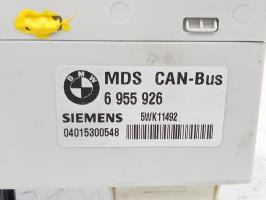 BMW
MDS CAN-Bus
6 955 926
SIEMENS 5WK11492
04015300548